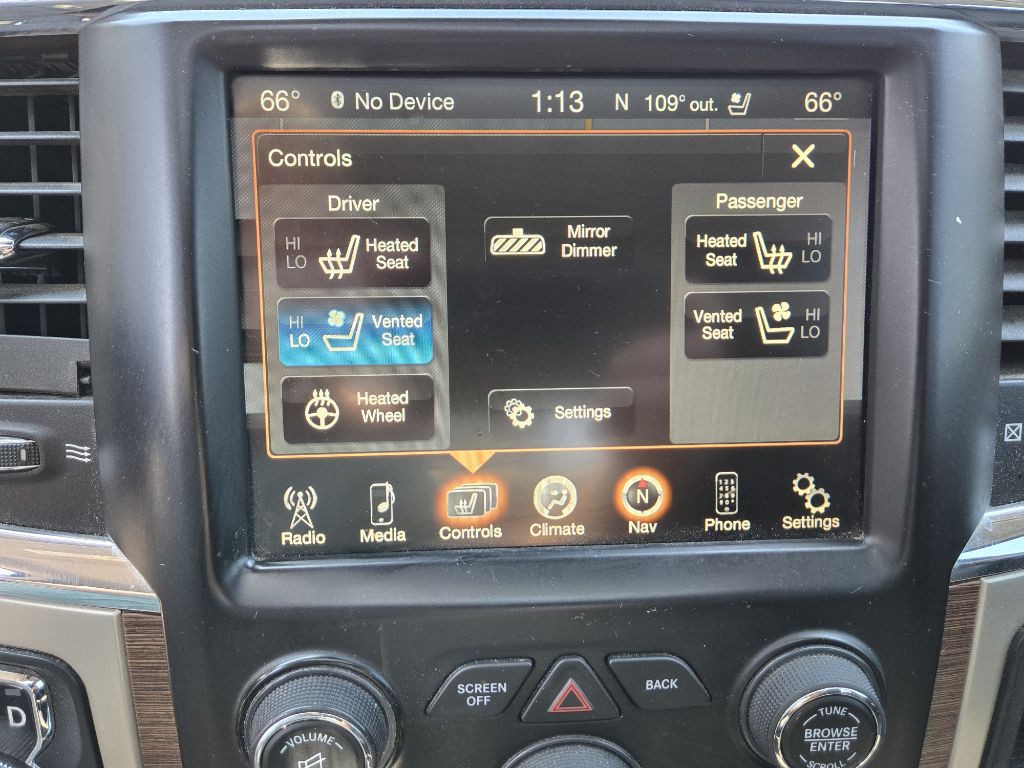 66° No Device 1:13 N 109° out. 66°
Controls
Driver
Passenger
HI
LO
Heated
Seat
Mirror
Dimmer
Heated
Seat
HI
LO
HI
LO
Vented
Seat
Vented
Seat
HI
LO
Heated
Wheel
Settings
N
Radio Media Controls Climate Nav Phone Settings
SCREEN
OFF
BACK
VOLUME
TUNE
BROWSE
ENTER
SCROLL
D